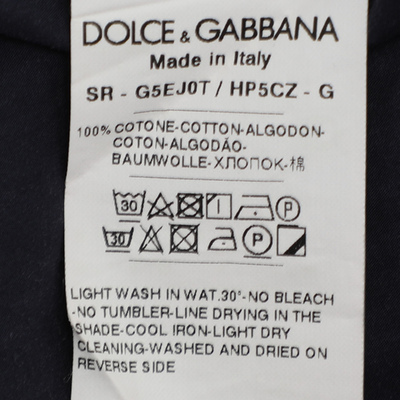 DOLCE & GABBANA
Made in Italy
SR - G5EJ0T / HP5CZ - G
100% COTONE-COTTON-ALGODON-
COTON-ALGODÃO-
BAUMWOLLE-ХЛОПОК-棉
30 P
30 P
LIGHT WASH IN WAT.30°-NO BLEACH
-NO TUMBLER-LINE DRYING IN THE
SHADE-COOL IRON-LIGHT DRY
CLEANING-WASHED AND DRIED ON
REVERSE SIDE